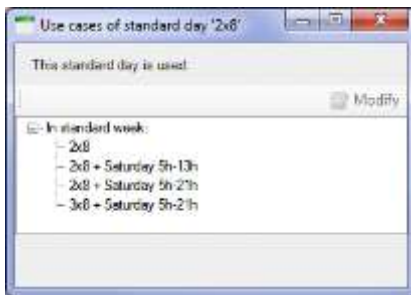 Use cases of standard day '2x8'
This standard day is used:
Modify
In standard week:
2x8
2x8 + Saturday 5h-13h
2x8 + Saturday 5h-21h
3x8 + Saturday 5h-21h